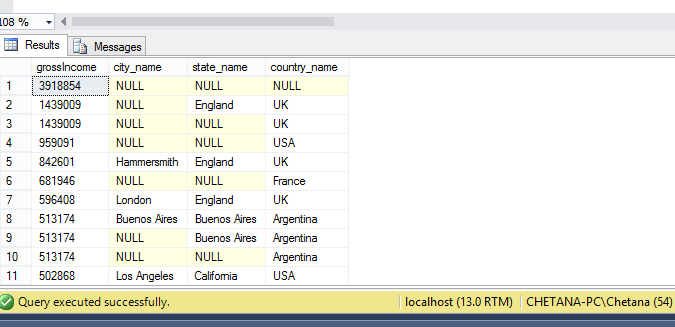 108 %
Results Messages
grossIncome city_name state_name country_name
1 3918854 NULL NULL NULL
2 1439009 NULL England UK
3 1439009 NULL NULL UK
4 959091 NULL NULL USA
5 842601 Hammersmith England UK
6 681946 NULL NULL France
7 596408 London England UK
8 513174 Buenos Aires Buenos Aires Argentina
9 513174 NULL Buenos Aires Argentina
10 513174 NULL NULL Argentina
11 502868 Los Angeles California USA
Query executed successfully. localhost (13.0 RTM) CHETANA-PC\Chetana (54)